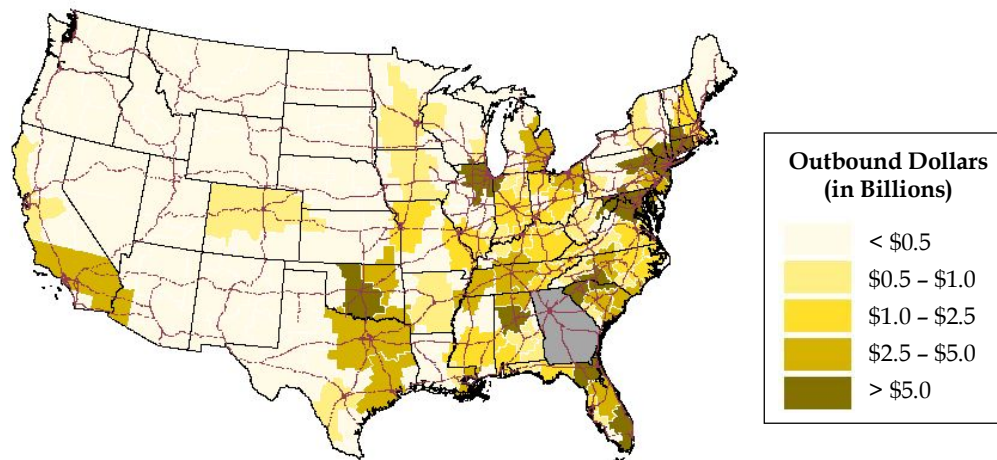 Outbound Dollars
(in Billions)
< $0.5
$0.5 – $1.0
$1.0 – $2.5
$2.5 – $5.0
> $5.0